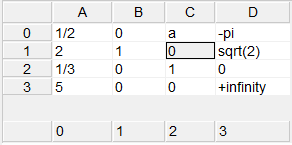 A B C D
0 1/2 0 a -pi
1 2 1 0 sqrt(2)
2 1/3 0 1 0
3 5 0 0 +infinity
0 1 2 3